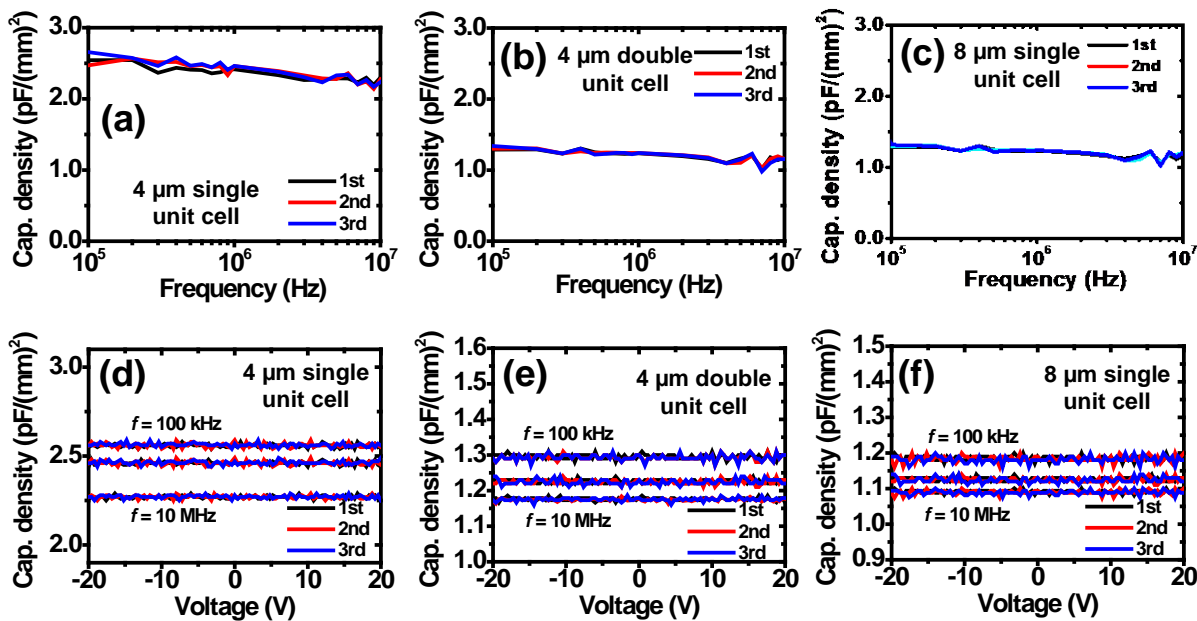 Cap. density (pF/(mm)²)
3.0
2.0
1.0
0.0
(a)
4 µm single
unit cell
1st
2nd
3rd
10⁵
10⁶
10⁷
Frequency (Hz)
Cap. density (pF/(mm)²)
3.0
2.0
1.0
0.0
(b)
4 µm double
unit cell
1st
2nd
3rd
10⁵
10⁶
10⁷
Frequency (Hz)
Cap. density (pF/(mm)²)
3.0
2.0
1.0
0.0
(c)
8 µm single
unit cell
1st
2nd
3rd
10⁵
10⁶
10⁷
Frequency (Hz)
Cap. density (pF/(mm)²)
3.0
2.5
2.0
(d)
4 µm single
unit cell
f = 100 kHz
f = 10 MHz
1st
2nd
3rd
-20
-10
0
10
20
Voltage (V)
Cap. density (pF/(mm)²)
1.6
1.5
1.4
1.3
1.2
1.1
1.0
(e)
4 µm double
unit cell
f = 100 kHz
f = 10 MHz
1st
2nd
3rd
-20
-10
0
10
20
Voltage (V)
Cap. density (pF/(mm)²)
1.5
1.4
1.3
1.2
1.1
1.0
0.9
(f)
8 µm single
unit cell
f = 100 kHz
f = 10 MHz
1st
2nd
3rd
-20
-10
0
10
20
Voltage (V)